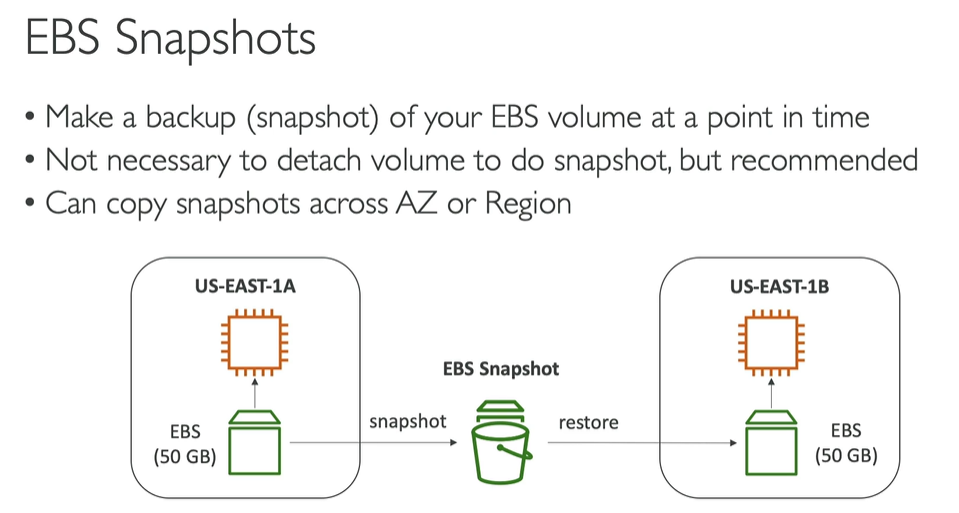 EBS Snapshots
• Make a backup (snapshot) of your EBS volume at a point in time
• Not necessary to detach volume to do snapshot, but recommended
• Can copy snapshots across AZ or Region
US-EAST-1A
US-EAST-1B
EBS Snapshot
snapshot
restore
EBS
(50 GB)
EBS
(50 GB)